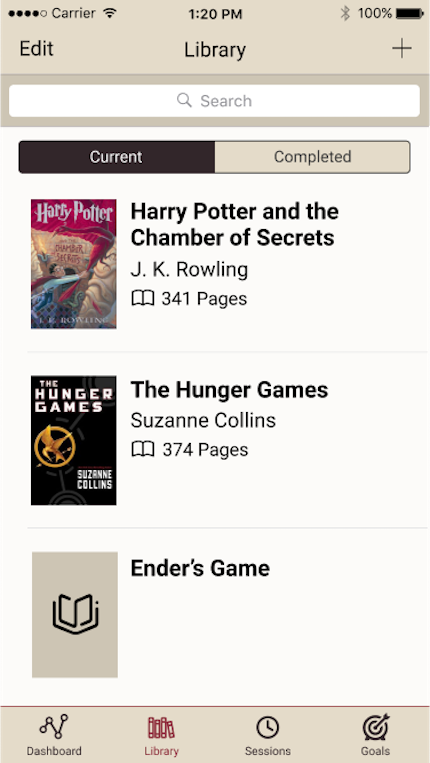 Carrier 1:20 PM 100%
Edit Library
Search
Current Completed
Harry Potter
AND THE
CHAMBER OF
SECRETS
J. K. ROWLING
Harry Potter and the
Chamber of Secrets
J. K. Rowling
341 Pages
THE
HUNGER
GAMES
SUZANNE
COLLINS
The Hunger Games
Suzanne Collins
374 Pages
Ender’s Game
Dashboard Library Sessions Goals